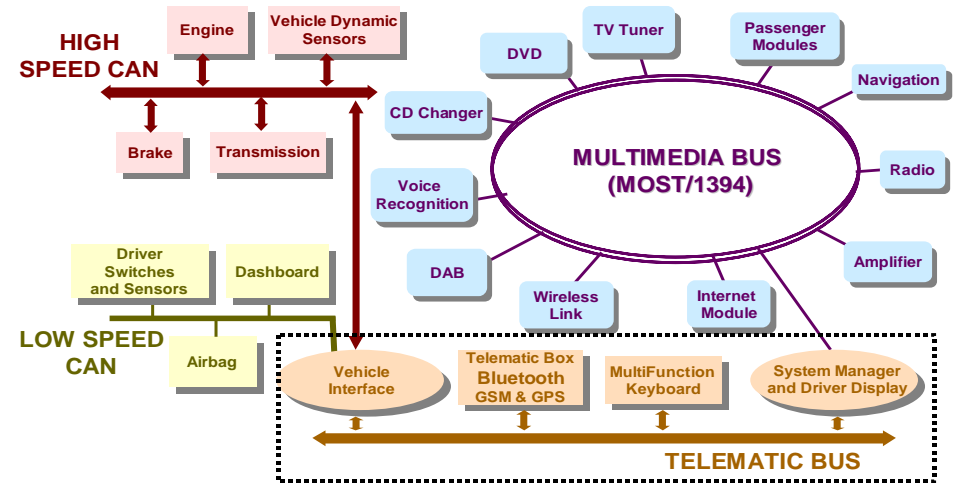 HIGH
SPEED CAN
Engine
Vehicle Dynamic
Sensors
Brake
Transmission
DVD
TV Tuner
Passenger
Modules
Navigation
CD Changer
MULTIMEDIA BUS
(MOST/1394)
Radio
Voice
Recognition
Amplifier
DAB
Wireless
Link
Internet
Module
Driver
Switches
and Sensors
Dashboard
LOW SPEED
CAN
Airbag
Vehicle
Interface
Telematic Box
Bluetooth
GSM & GPS
MultiFunction
Keyboard
System Manager
and Driver Display
TELEMATIC BUS